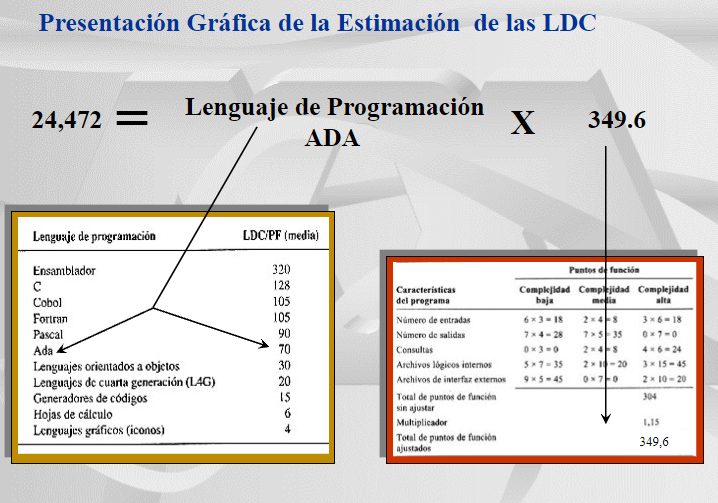 Presentación Gráfica de la Estimación de las LDC
24,472 = Lenguaje de Programación ADA X 349.6
Lenguaje de programación LDC/PF (media)
Ensamblador 320
C 128
Cobol 105
Fortran 105
Pascal 90
Ada 70
Lenguajes orientados a objetos 30
Lenguajes de cuarta generación (L4G) 20
Generadores de códigos 15
Hojas de cálculo 6
Lenguajes gráficos (iconos) 4
Puntos de función
Características del programa Complejidad baja Complejidad media Complejidad alta
Número de entradas 6 × 3 = 18 2 × 4 = 8 3 × 6 = 18
Número de salidas 7 × 4 = 28 7 × 5 = 35 0 × 7 = 0
Consultas 0 × 3 = 0 2 × 4 = 8 4 × 6 = 24
Archivos lógicos internos 5 × 7 = 35 2 × 10 = 20 3 × 15 = 45
Archivos de interfaz externos 9 × 5 = 45 0 × 7 = 0 2 × 10 = 20
Total de puntos de función sin ajustar 304
Multiplicador 1,15
Total de puntos de función ajustados 349,6